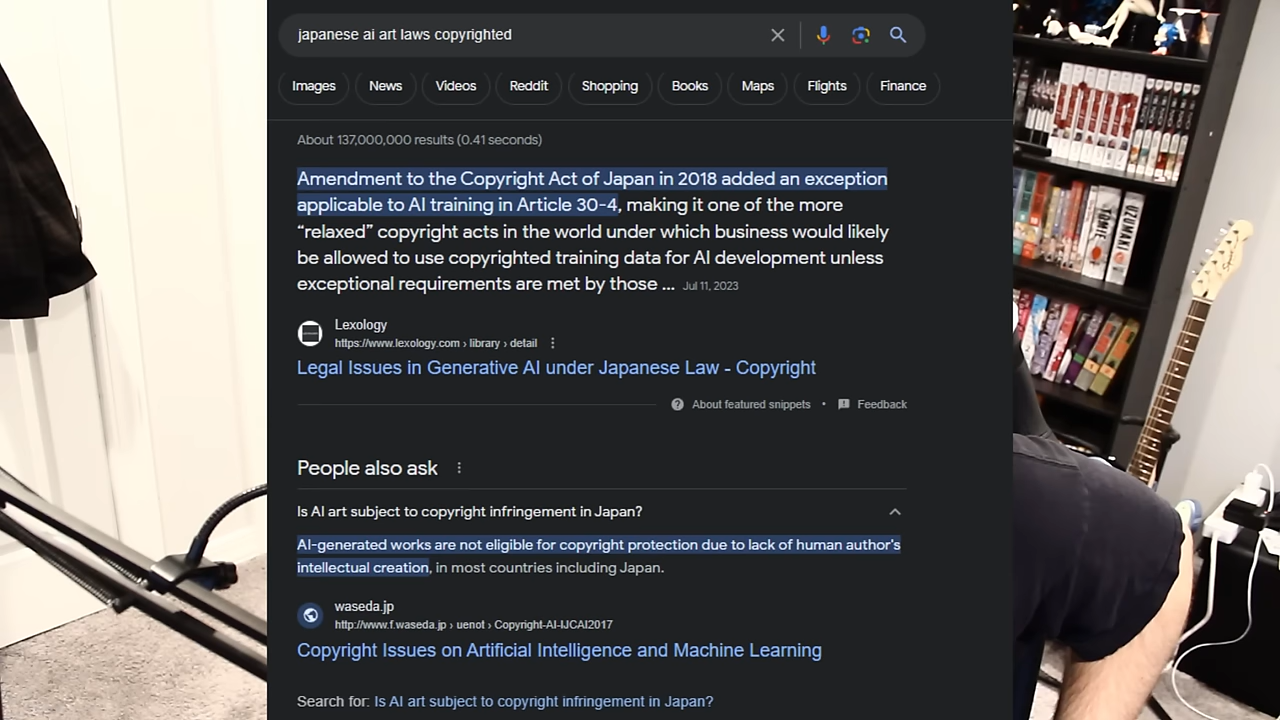 japanese ai art laws copyrighted
Images News Videos Reddit Shopping Books Maps Flights Finance
About 137,000,000 results (0.41 seconds)
Amendment to the Copyright Act of Japan in 2018 added an exception
applicable to AI training in Article 30-4, making it one of the more
“relaxed” copyright acts in the world under which business would likely
be allowed to use copyrighted training data for AI development unless
exceptional requirements are met by those ... Jul 11, 2023
Lexology
https://www.lexology.com › library › detail
Legal Issues in Generative AI under Japanese Law - Copyright
About featured snippets • Feedback
People also ask
Is AI art subject to copyright infringement in Japan?
AI-generated works are not eligible for copyright protection due to lack of human author's
intellectual creation, in most countries including Japan.
waseda.jp
http://www.f.waseda.jp › uenot › Copyright-AI-IJCAI2017
Copyright Issues on Artificial Intelligence and Machine Learning
Search for: Is AI art subject to copyright infringement in Japan?
TOMIE
UZUMAKI